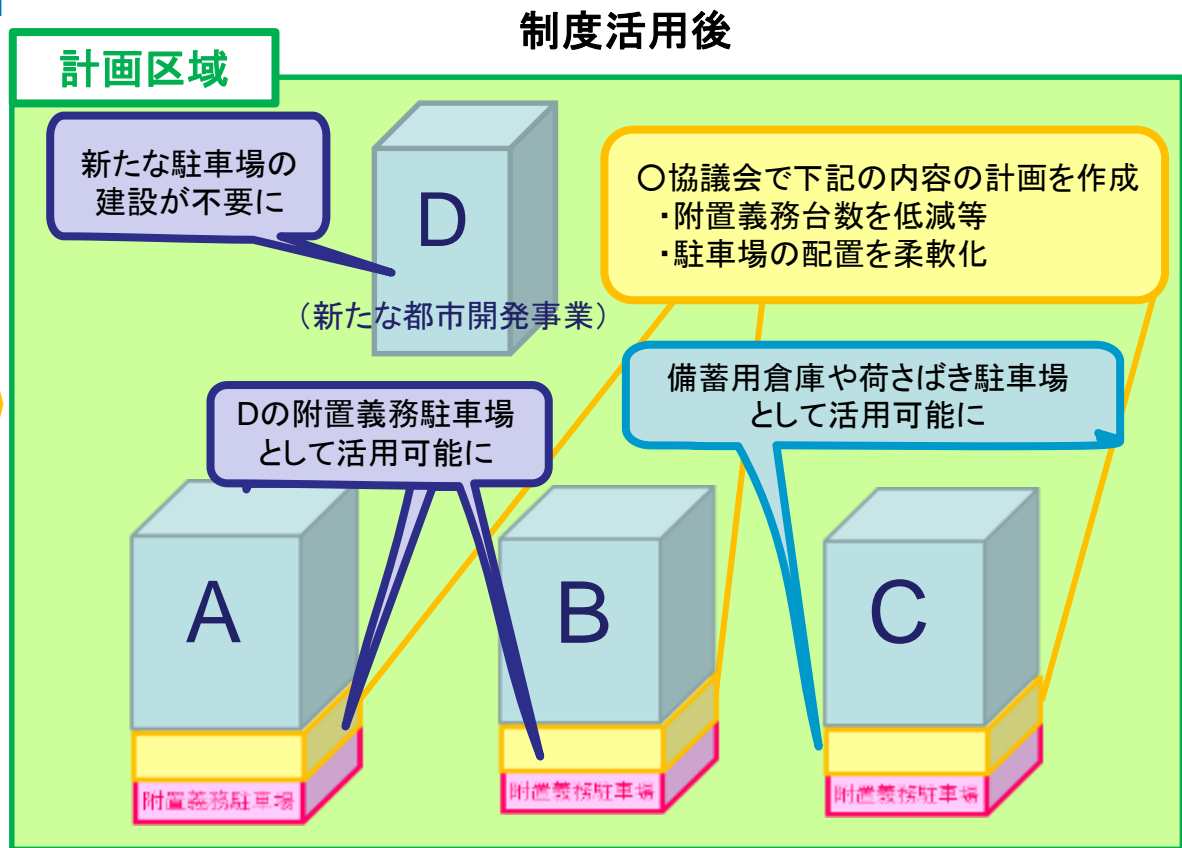 制度活用後
計画区域
新たな駐車場の
建設が不要に
D
(新たな都市開発事業)
〇協議会で下記の内容の計画を作成
・附置義務台数を低減等
・駐車場の配置を柔軟化
Dの附置義務駐車場
として活用可能に
備蓄用倉庫や荷さばき駐車場
として活用可能に
A
B
C
附置義務駐車場
附置義務駐車場
附置義務駐車場